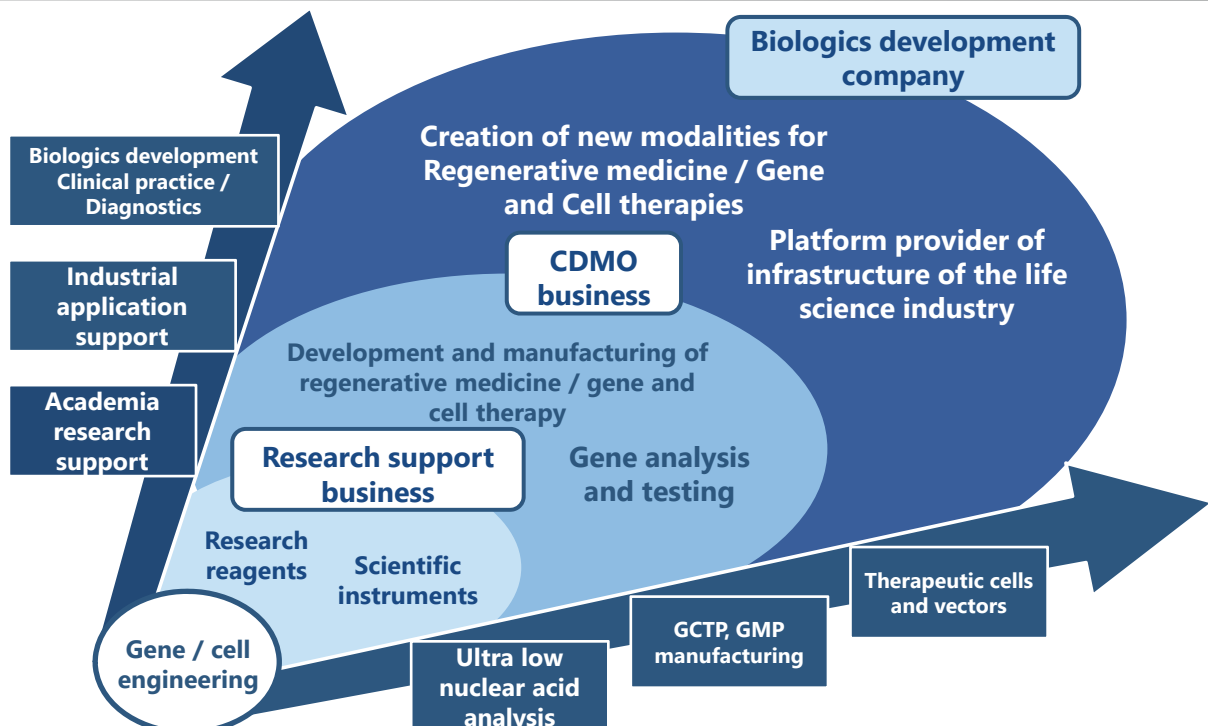 Biologics development
company
Creation of new modalities for
Regenerative medicine / Gene
and Cell therapies
Biologics development
Clinical practice /
Diagnostics
Platform provider of
infrastructure of the life
science industry
CDMO
business
Industrial
application
support
Development and manufacturing of
regenerative medicine / gene and
cell therapy
Academia
research
support
Research support
business
Gene analysis
and testing
Research
reagents
Scientific
instruments
Therapeutic cells
and vectors
GCTP, GMP
manufacturing
Gene / cell
engineering
Ultra low
nuclear acid
analysis